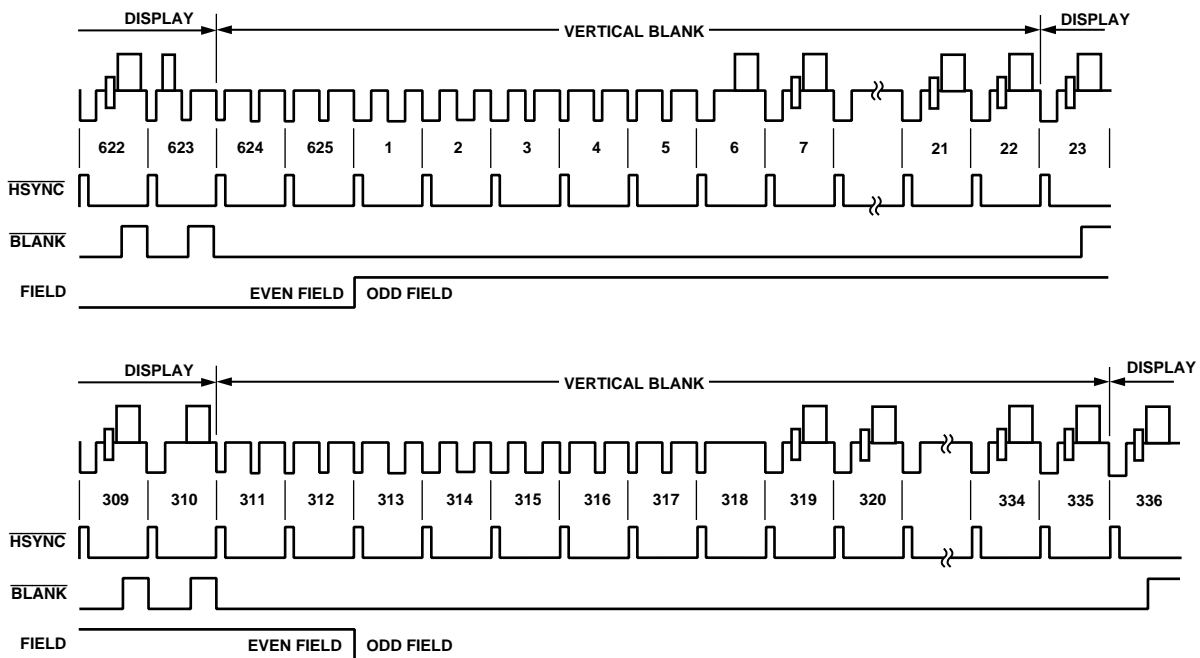 DISPLAY VERTICAL BLANK DISPLAY
622 623 624 625 1 2 3 4 5 6 7 21 22 23
HSYNC
BLANK
FIELD EVEN FIELD ODD FIELD
DISPLAY VERTICAL BLANK DISPLAY
309 310 311 312 313 314 315 316 317 318 319 320 334 335 336
HSYNC
BLANK
FIELD EVEN FIELD ODD FIELD